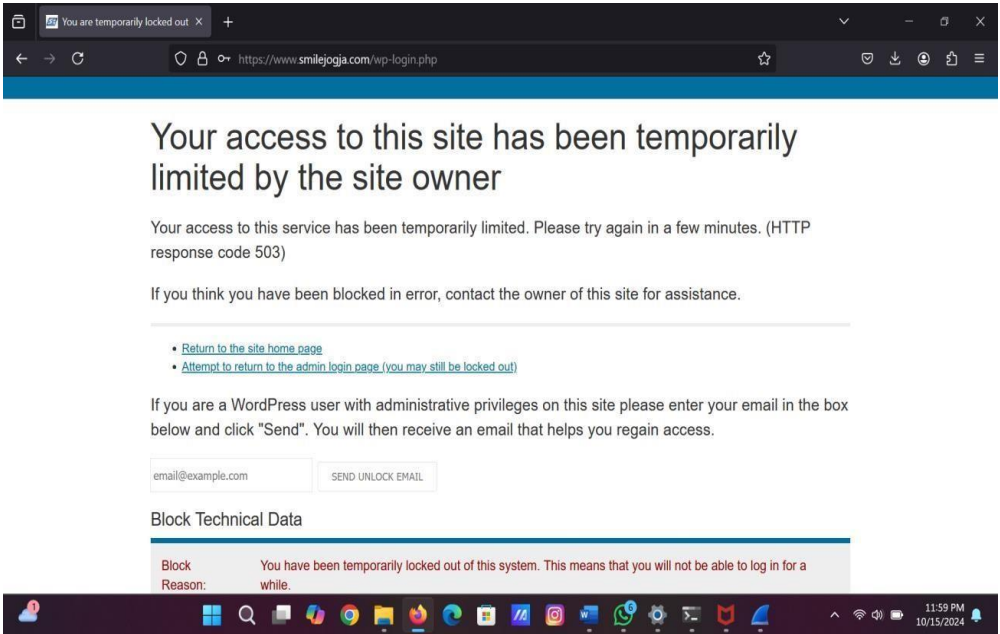 You are temporarily locked out
https://www.smilejogja.com/wp-login.php
Your access to this site has been temporarily
limited by the site owner
Your access to this service has been temporarily limited. Please try again in a few minutes. (HTTP
response code 503)
If you think you have been blocked in error, contact the owner of this site for assistance.
Return to the site home page
Attempt to return to the admin login page (you may still be locked out)
If you are a WordPress user with administrative privileges on this site please enter your email in the box
below and click "Send". You will then receive an email that helps you regain access.
email@example.com SEND UNLOCK EMAIL
Block Technical Data
Block You have been temporarily locked out of this system. This means that you will not be able to log in for a
Reason: while.
1
6
11:59 PM
10/15/2024